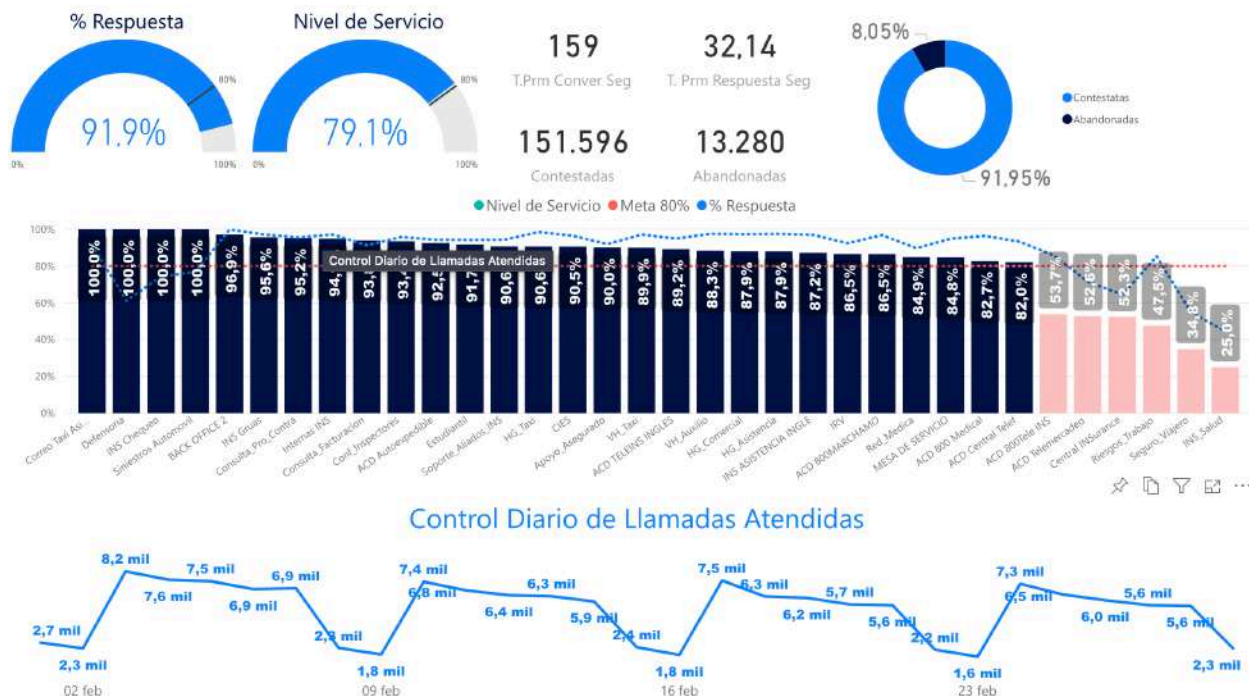 % Respuesta
Nivel de Servicio
80%
91.9%
0%
100%
80%
79.1%
0%
100%
159
T.Prm Conver Seg
32,14
T. Prm Respuesta Seg
151.596
Contestadas
13.280
Abandonadas
8,05%
91,95%
Contestatas
Abandonadas
Nivel de Servicio Meta 80% % Respuesta
100%
80%
60%
40%
20%
0%
Control Diario de Llamadas Atendidas
100,0%
100,0%
100,0%
100,0%
96,9%
95,6%
95,2%
90,6%
90,6%
90,5%
90,0%
89,9%
89,2%
88,3%
87,9%
87,9%
87,2%
86,5%
86,5%
84,9%
84,8%
82,7%
82,0%
53,7%
52,6%
52,3%
47,5%
34,8%
25,0%
Correo Taxi Asi...
Defensoria
INS Chequeo
Siniestros Automovil
BACK OFFICE 2
INS Gruas
Consulta_Pro_Contra
Internas INS
Consulta_Facturacion
Conf_Inspectores
ACD Autoexpedible
Estudiantil
Soporte_Aliados_INS
HG_Taxi
CIES
Apoyo_Asegurado
VH_Taxi
ACD TELEINS INGLES
VH_Auxilio
HG_Comercial
HG_Asistencia
INS ASISTENCIA INGLE
IRV
ACD 800MARCHAMO
Red_Medica
MESA DE SERVICIO
ACD 800 Medical
ACD Central Telef
ACD 800Tele INS
ACD Telemercadeo
Central INSurance
Riesgos_Trabajo
Seguro_Viajero
INS_Salud
Control Diario de Llamadas Atendidas
2,7 mil
2,3 mil
8,2 mil
7,6 mil
7,5 mil
6,9 mil
6,9 mil
1,8 mil
7,4 mil
6,8 mil
6,4 mil
6,3 mil
5,9 mil
2,4 mil
1,8 mil
7,5 mil
6,3 mil
6,2 mil
5,7 mil
5,6 mil
2,2 mil
1,6 mil
7,3 mil
6,5 mil
6,0 mil
5,6 mil
5,6 mil
2,3 mil
02 feb
09 feb
16 feb
23 feb